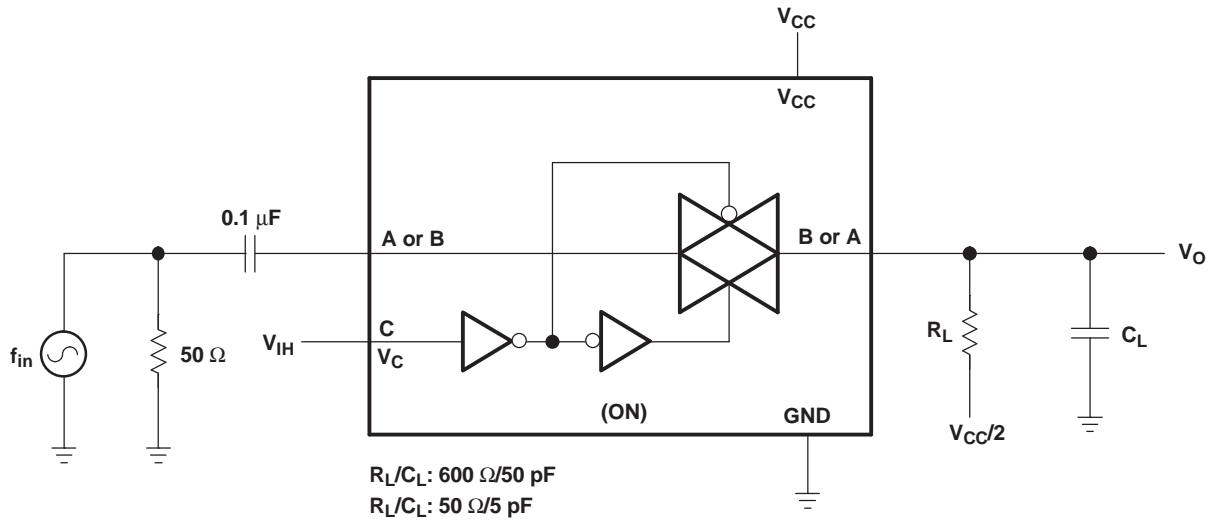 VCC
VCC
0.1 μF
A or B
B or A
VO
fin
50 Ω
VIH
C
VC
RL
CL
(ON)
GND
VCC/2
RL/CL: 600 Ω/50 pF
RL/CL: 50 Ω/5 pF